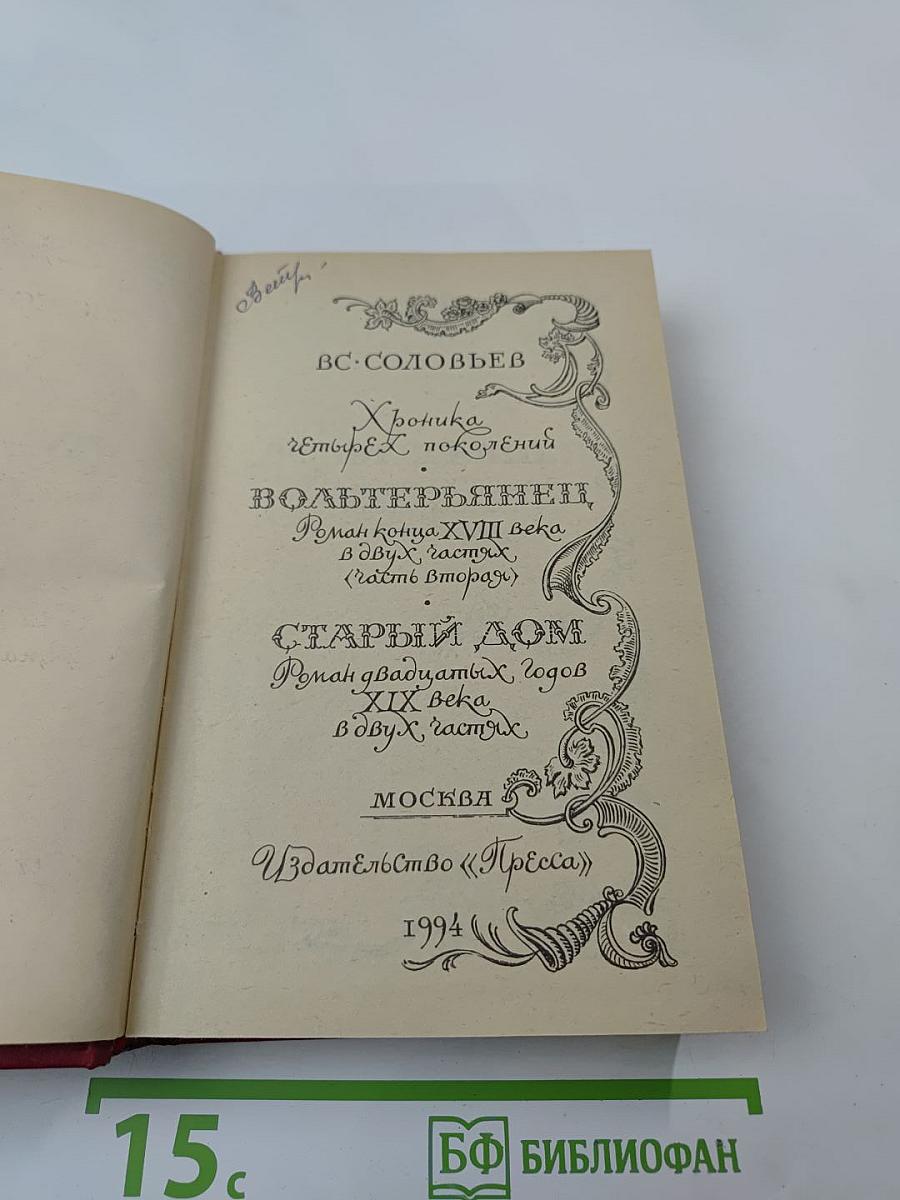 ВС·СОЛОВЬЕВ
Хроника
четырех поколений
•
ВОЛЬТЕРЬЯНЕЦ
Роман конца XVIII века
в двух частях
(часть вторая)
•
СТАРЫЙ ДОМ
Роман двадцатых годов
XIX века
в двух частях
МОСКВА
Издательство «Пресса»
1994
15 с
БФ БИБЛИОФАН